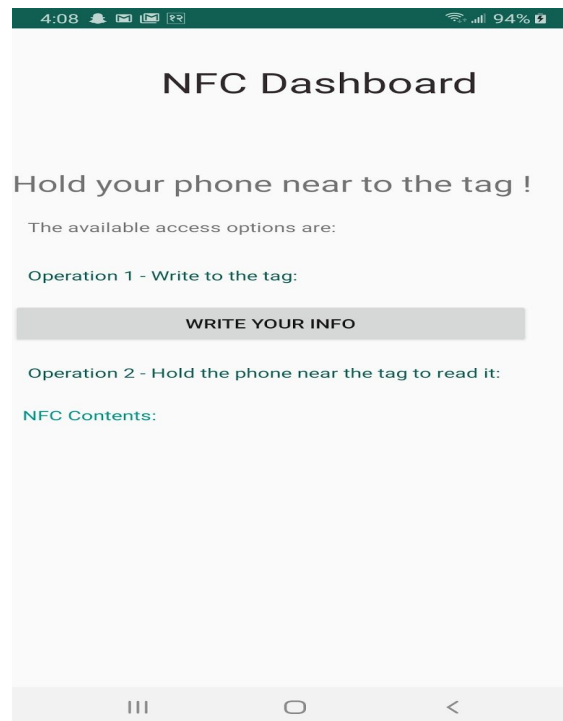 4:08 १२ 94%
NFC Dashboard
Hold your phone near to the tag !
The available access options are:
Operation 1 - Write to the tag:
WRITE YOUR INFO
Operation 2 - Hold the phone near the tag to read it:
NFC Contents: